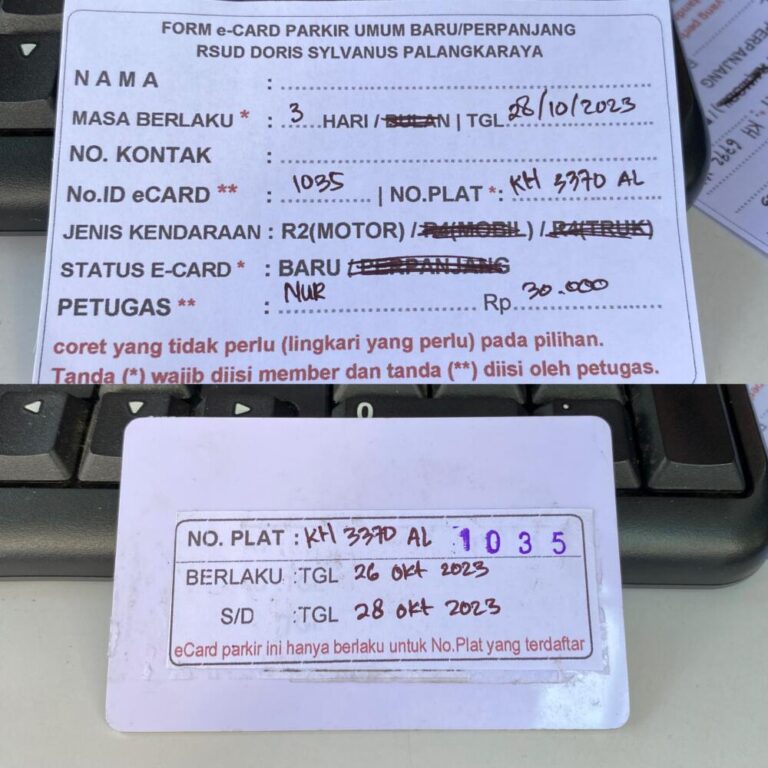 FORM e-CARD PARKIR UMUM BARU/PERPANJANG
RSUD DORIS SYLVANUS PALANGKARAYA
NAMA : 
MASA BERLAKU * : 3 HARI / BULAN | TGL 28/10/2023
NO. KONTAK :
No.ID eCARD ** : 1035 | NO.PLAT *: KH 3370 AL
JENIS KENDARAAN : R2(MOTOR) / R4(MOBIL) / R4(TRUK)
STATUS E-CARD * : BARU / PERPANJANG
PETUGAS ** : NUR Rp 30.000
coret yang tidak perlu (lingkari yang perlu) pada pilihan.
Tanda (*) wajib diisi member dan tanda (**) diisi oleh petugas.
0
NO. PLAT : KH 3370 AL 1035
BERLAKU :TGL 26 OKT 2023
S/D :TGL 28 OKT 2023
eCard parkir ini hanya berlaku untuk No.Plat yang terdaftar